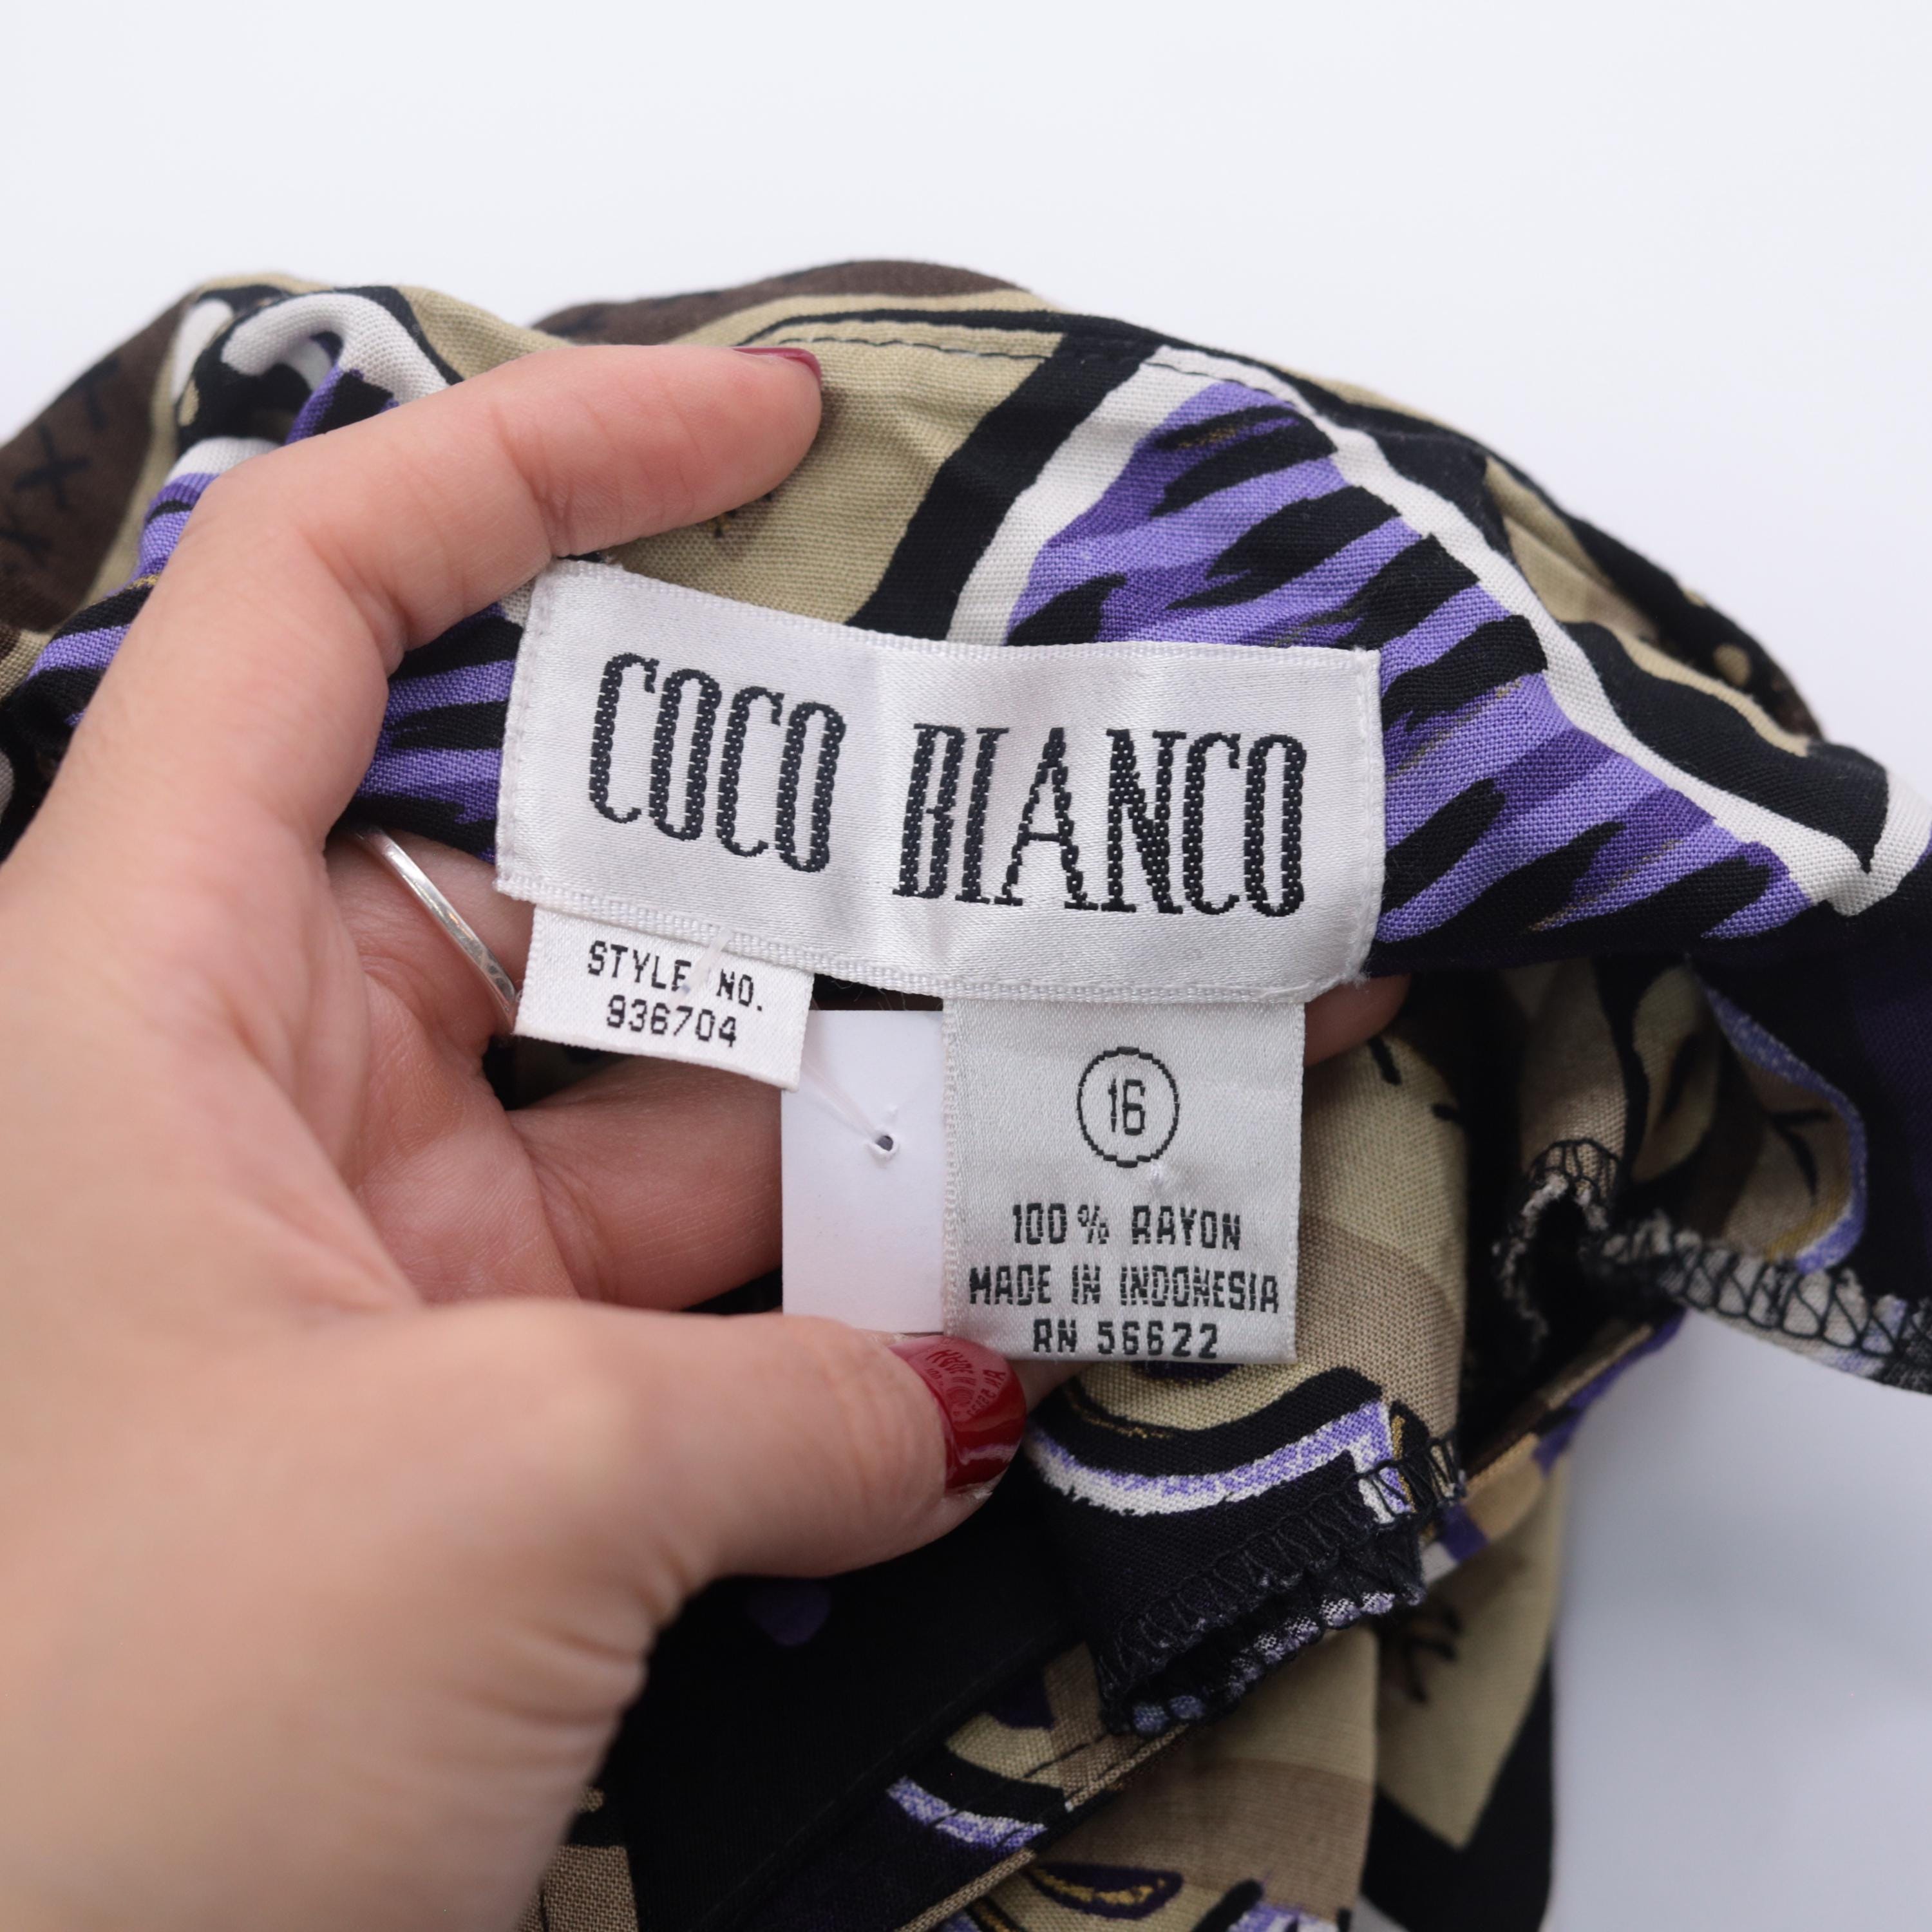 COCO BIANCO
STYLE NO.
936704
16
100% RAYON
MADE IN INDONESIA
RN 56622